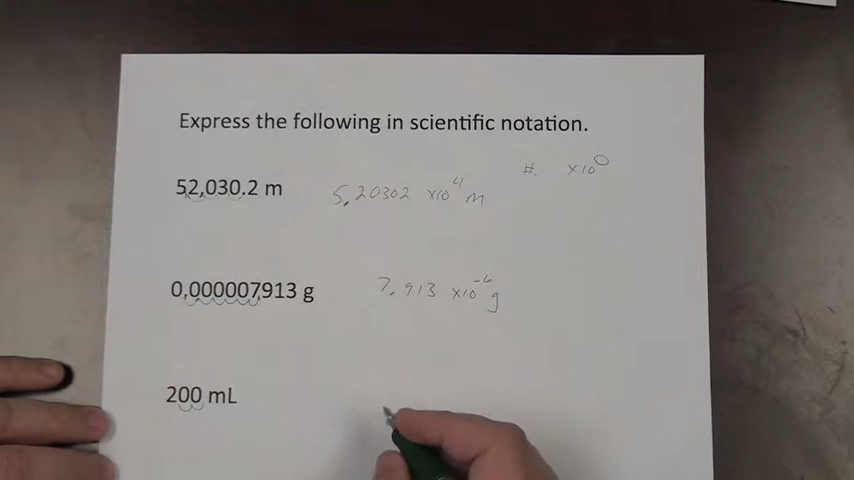 Express the following in scientific notation.
#. x10⁰
52,030.2 m 5.20302 x10⁴ m
0.000007913 g 7.913 x10⁻⁶ g
200 mL